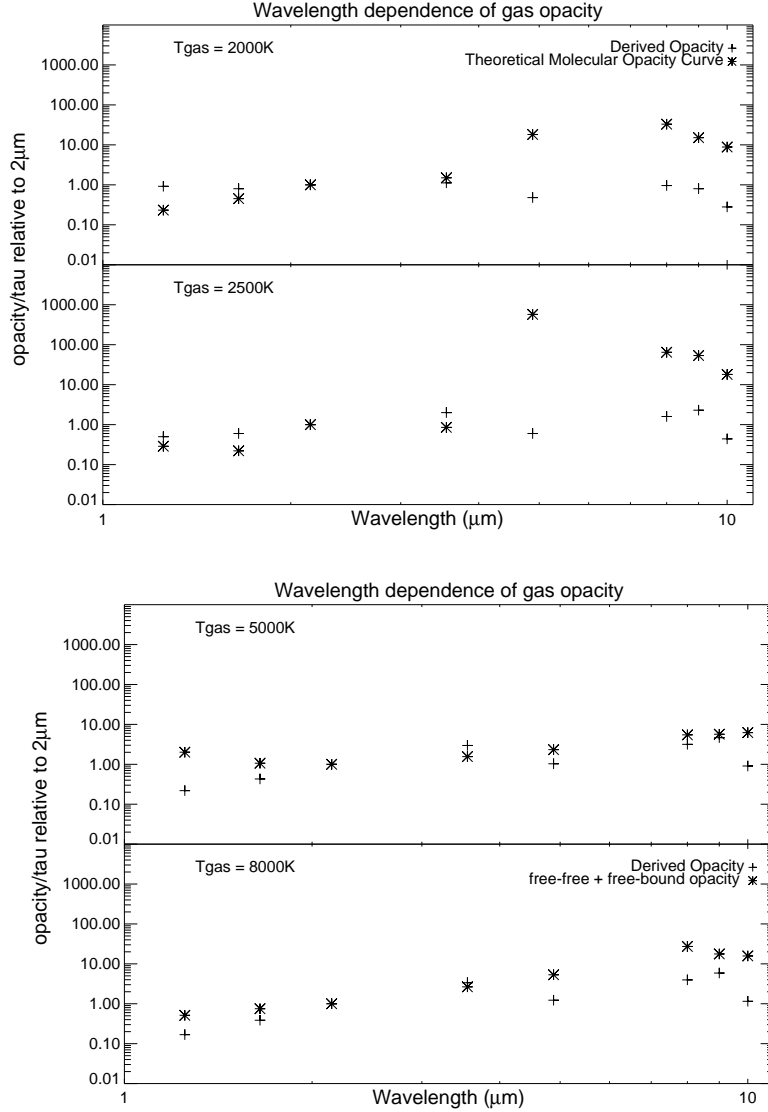 Wavelength dependence of gas opacity
Tgas = 2000K
Derived Opacity +
Theoretical Molecular Opacity Curve
1000.00
100.00
10.00
1.00
0.10
0.01
Tgas = 2500K
1000.00
100.00
10.00
1.00
0.10
0.01
opacity/tau relative to 2μm
1
10
Wavelength (μm)
Wavelength dependence of gas opacity
Tgas = 5000K
1000.00
100.00
10.00
1.00
0.10
0.01
Tgas = 8000K
Derived Opacity +
free-free + free-bound opacity
1000.00
100.00
10.00
1.00
0.10
0.01
opacity/tau relative to 2μm
1
10
Wavelength (μm)